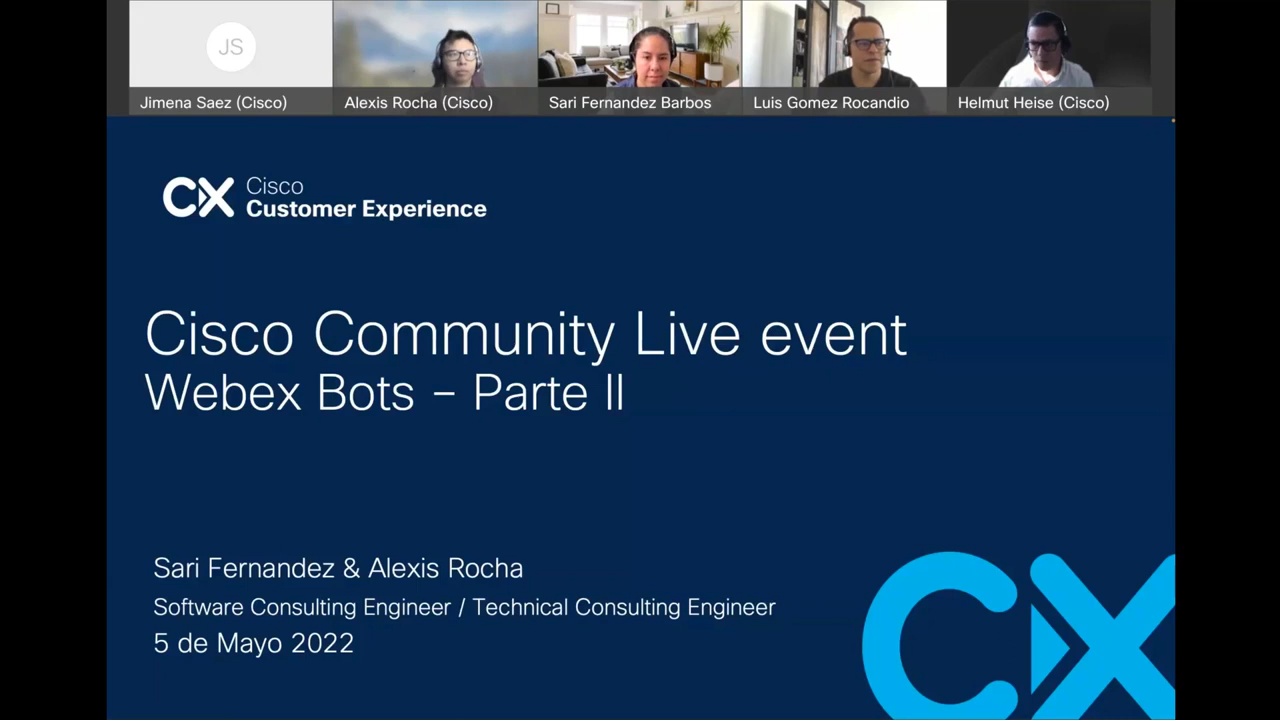 JS
Jimena Saez (Cisco)
Alexis Rocha (Cisco)
Sari Fernandez Barbos
Luis Gomez Rocandio
Helmut Heise (Cisco)
CX Cisco
Customer Experience
Cisco Community Live event
Webex Bots – Parte II
Sari Fernandez & Alexis Rocha
Software Consulting Engineer / Technical Consulting Engineer
5 de Mayo 2022
CX